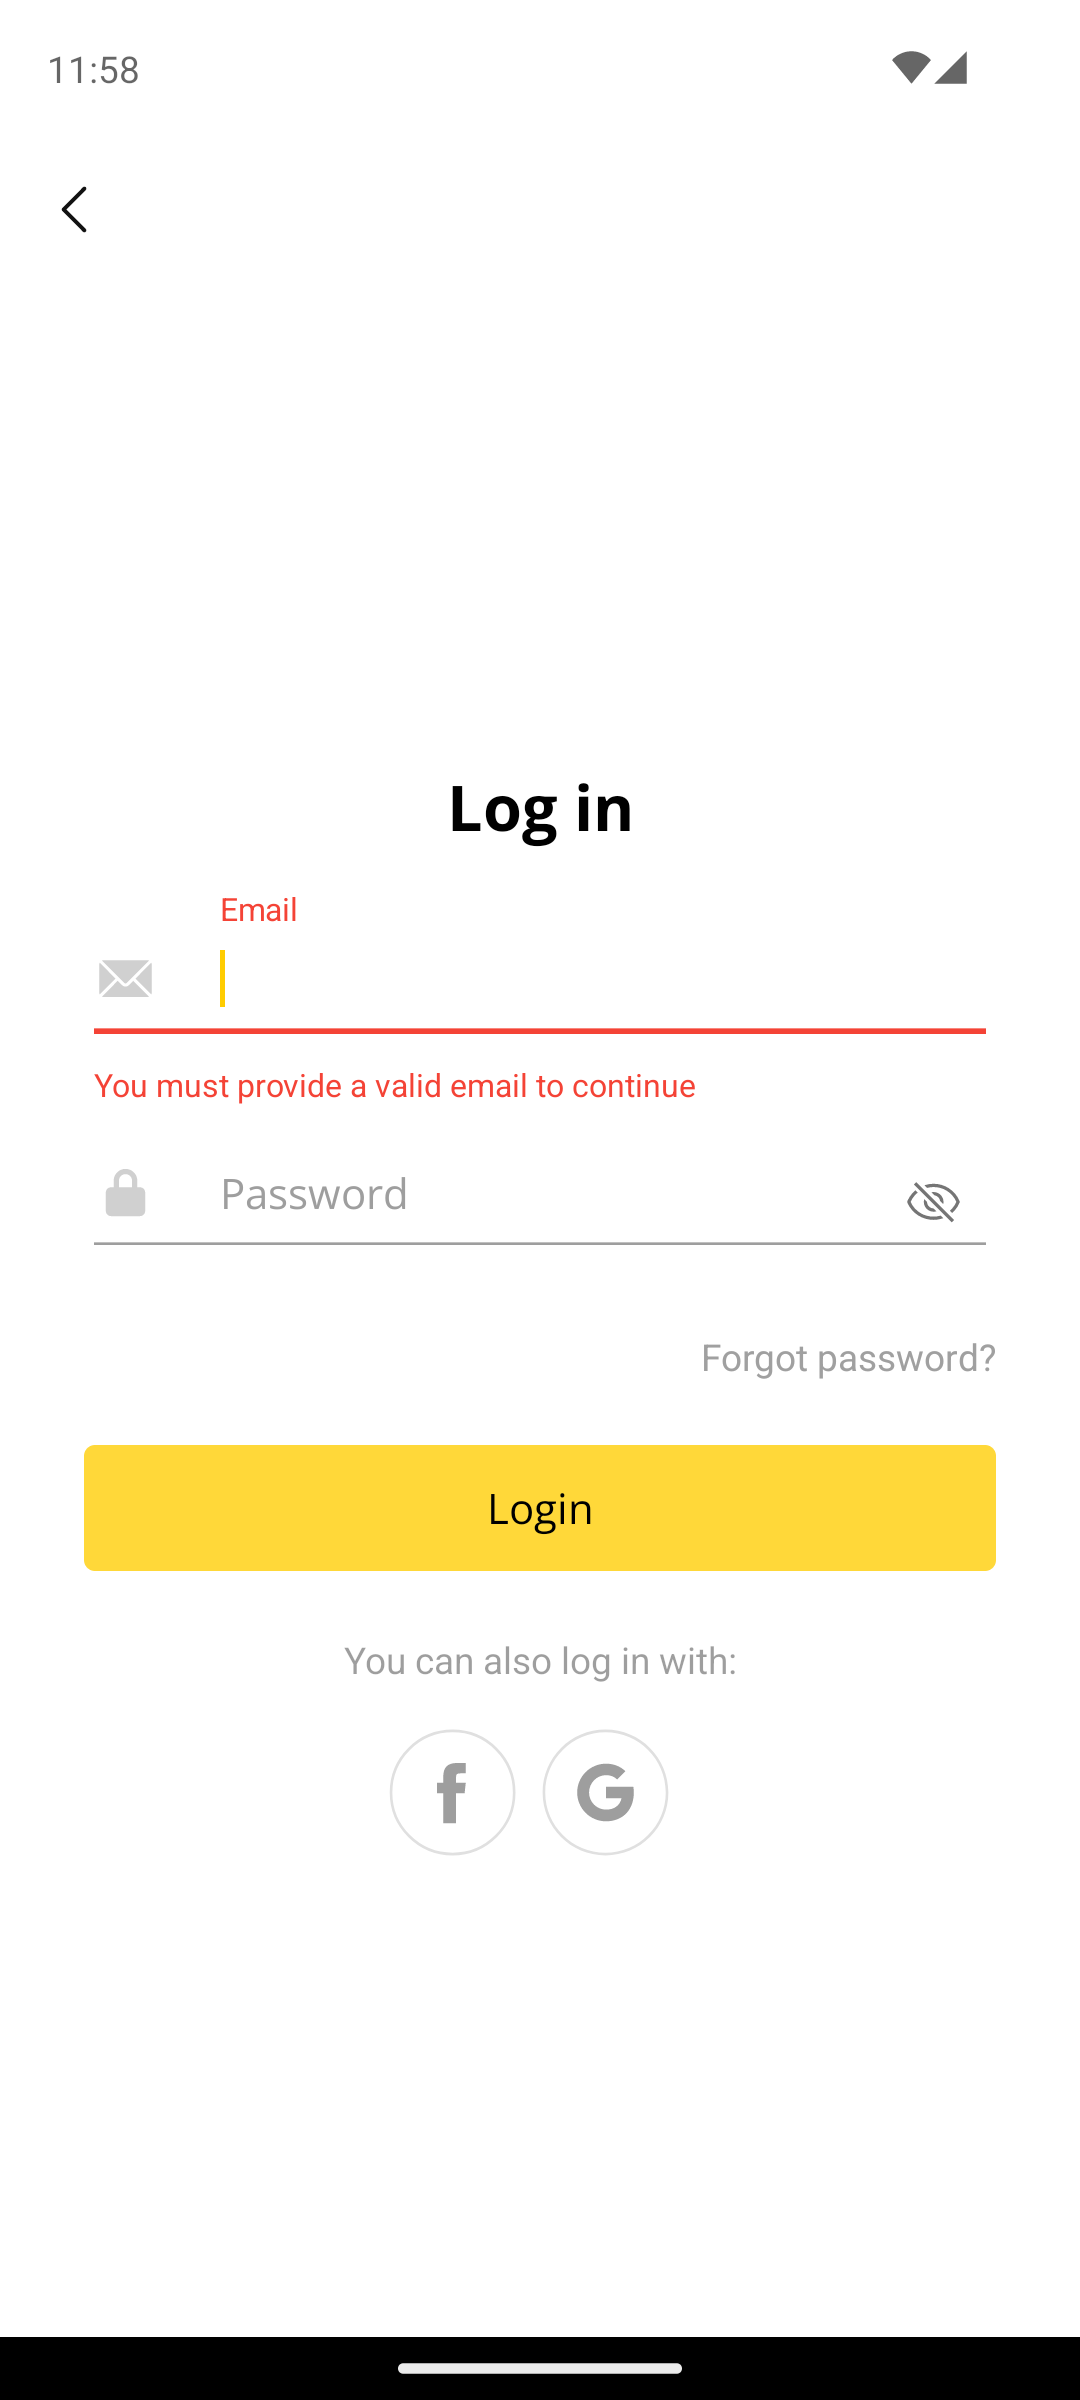 11:58
Log in
Email
You must provide a valid email to continue
Password
Forgot password?
Login
You can also log in with: